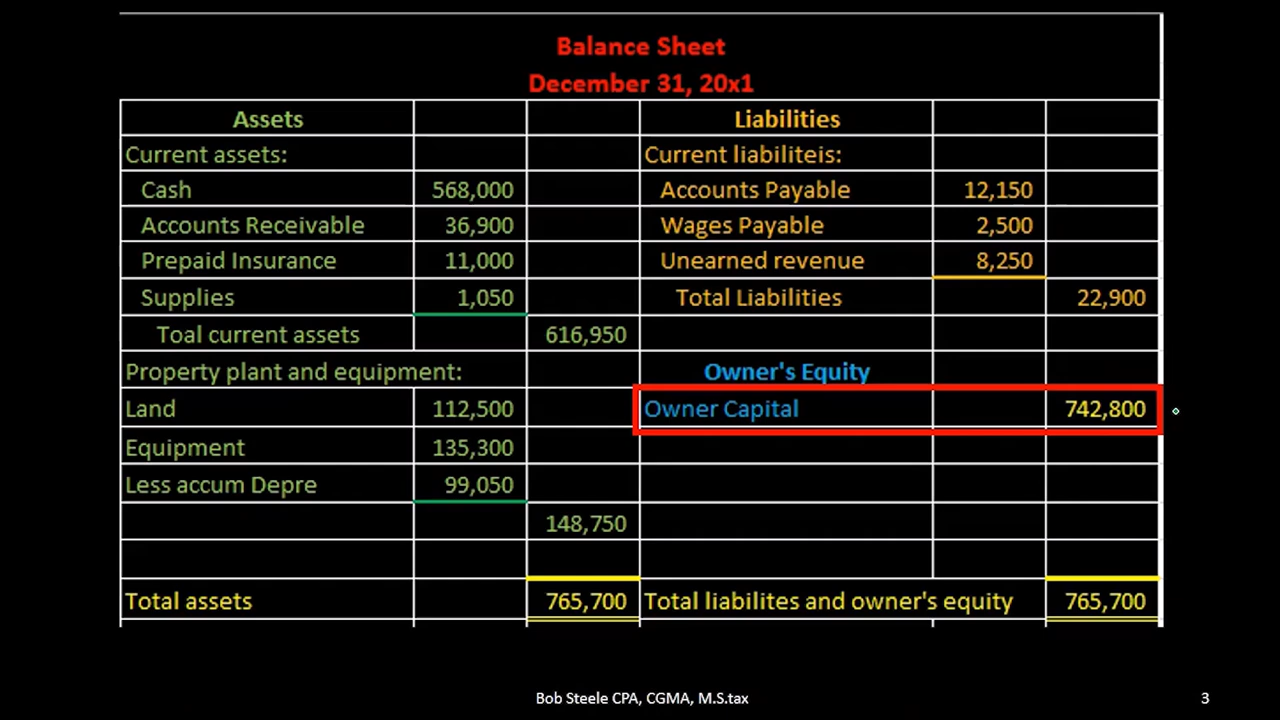 Balance Sheet
December 31, 20x1
Assets Liabilities
Current assets: Current liabiliteis:
Cash 568,000 Accounts Payable 12,150
Accounts Receivable 36,900 Wages Payable 2,500
Prepaid Insurance 11,000 Unearned revenue 8,250
Supplies 1,050 Total Liabilities 22,900
Toal current assets 616,950
Property plant and equipment: Owner's Equity
Land 112,500 Owner Capital 742,800
Equipment 135,300
Less accum Depre 99,050
148,750
Total assets 765,700 Total liabilites and owner's equity 765,700
Bob Steele CPA, CGMA, M.S.tax 3